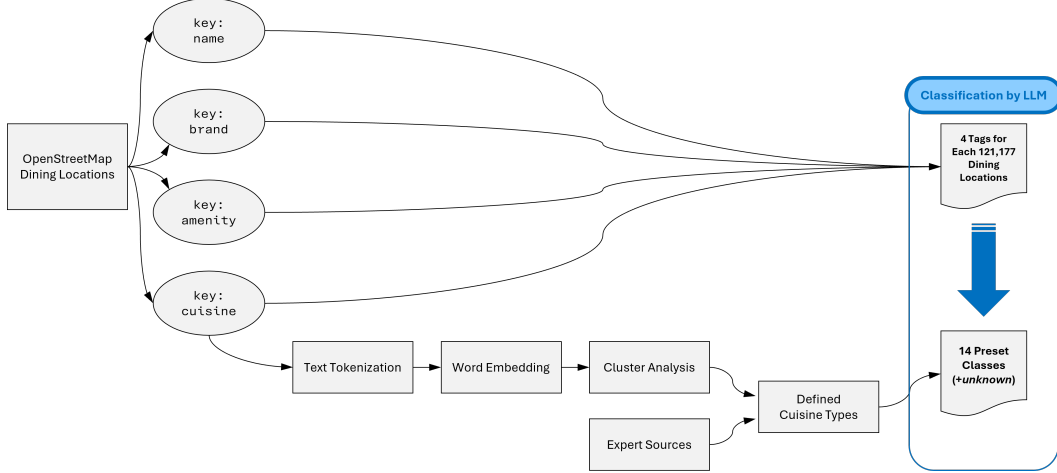 key:
name
key:
brand
OpenStreetMap
Dining Locations
key:
amenity
key:
cuisine
Classification by LLM
4 Tags for
Each 121,177
Dining
Locations
Text Tokenization
Word Embedding
Cluster Analysis
Expert Sources
Defined
Cuisine Types
14 Preset
Classes
(+unknown)